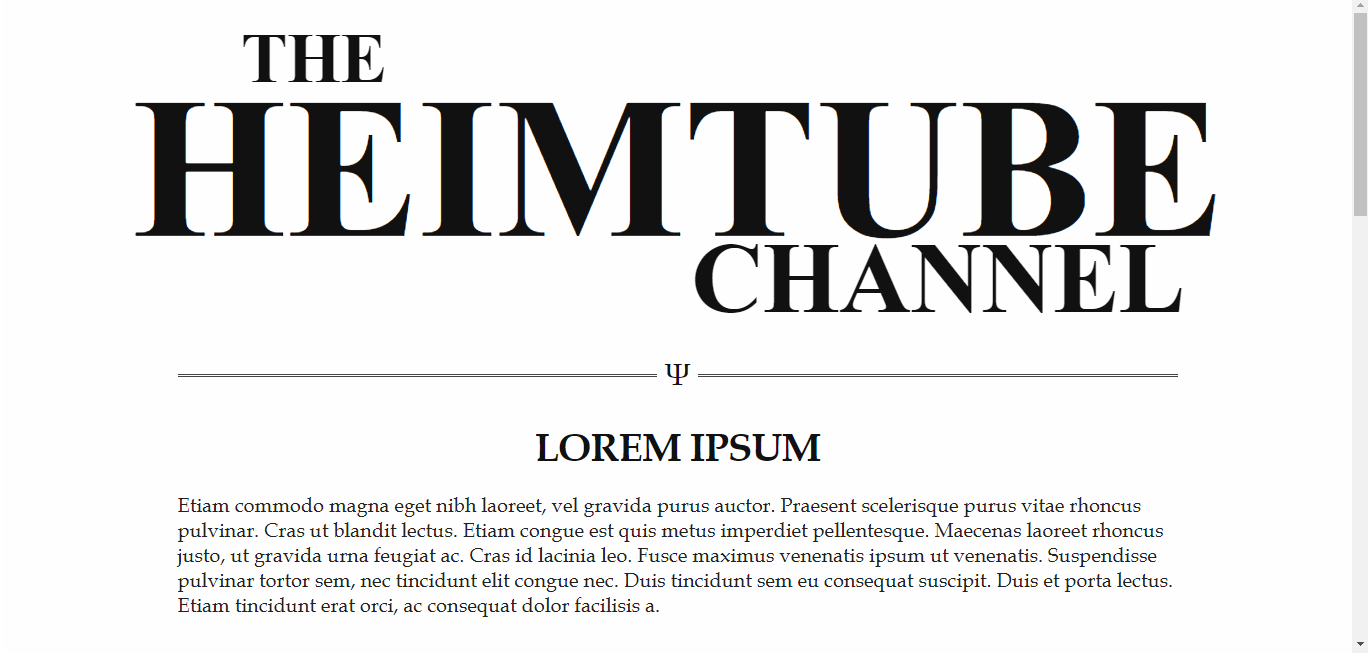 THE
HEIMTUBE
CHANNEL
Ψ
LOREM IPSUM
Etiam commodo magna eget nibh laoreet, vel gravida purus auctor. Praesent scelerisque purus vitae rhoncus
pulvinar. Cras ut blandit lectus. Etiam congue est quis metus imperdiet pellentesque. Maecenas laoreet rhoncus
justo, ut gravida urna feugiat ac. Cras id lacinia leo. Fusce maximus venenatis ipsum ut venenatis. Suspendisse
pulvinar tortor sem, nec tincidunt elit congue nec. Duis tincidunt sem eu consequat suscipit. Duis et porta lectus.
Etiam tincidunt erat orci, ac consequat dolor facilisis a.